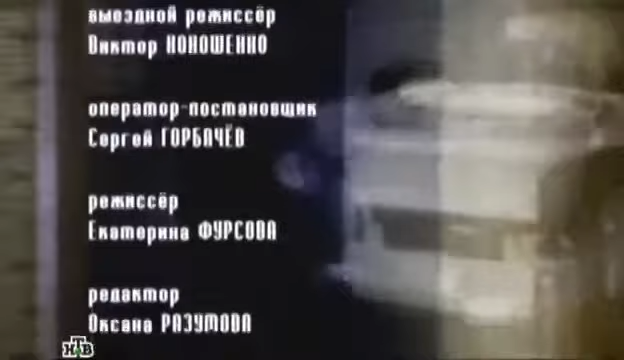 выездной режиссёр
Виктор КОНОШЕНКО
оператор-постановщик
Сергей ГОРБАЧЁВ
режиссёр
Екатерина ФУРСОВА
редактор
Оксана РАЗУМОВА
НТВ